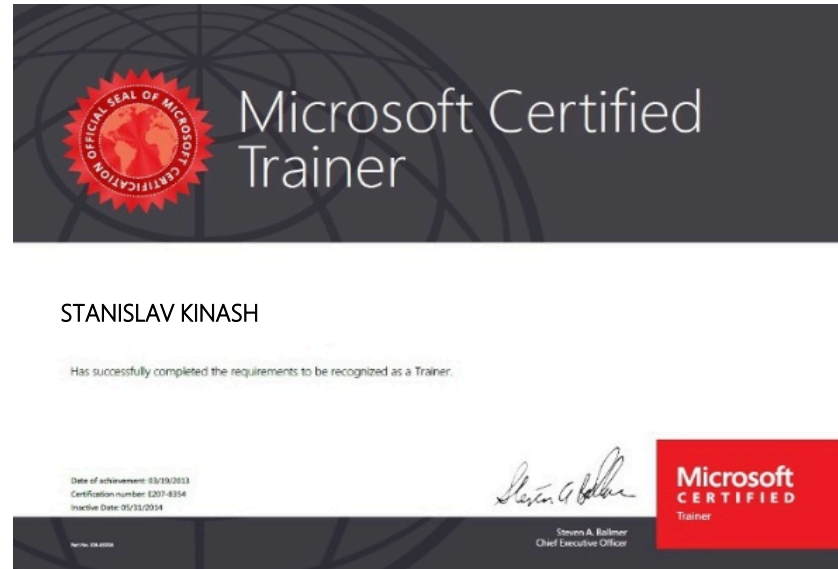 OFFICIAL SEAL OF MICROSOFT CERTIFICATION
Microsoft Certified
Trainer
STANISLAV KINASH
Has successfully completed the requirements to be recognized as a Trainer.
Date of achievement: 03/19/2013
Certification number: E207-8354
Inactive Date: 05/31/2014
Steven A. Ballmer
Chief Executive Officer
Microsoft
CERTIFIED
Trainer
Part No.